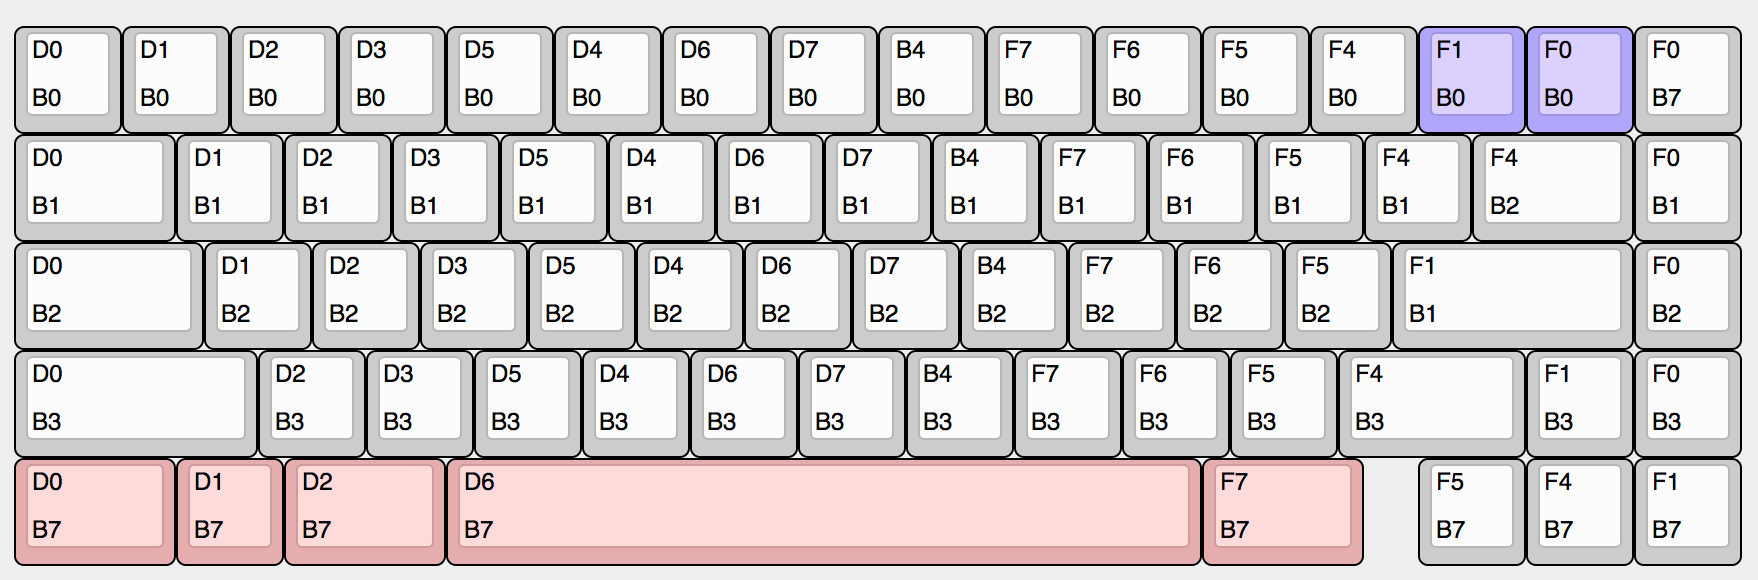 D0 D1 D2 D3 D5 D4 D6 D7 B4 F7 F6 F5 F4 F1 F0 F0
B0 B0 B0 B0 B0 B0 B0 B0 B0 B0 B0 B0 B0 B0 B0 B7
D0 D1 D2 D3 D5 D4 D6 D7 B4 F7 F6 F5 F4 F4 F0
B1 B1 B1 B1 B1 B1 B1 B1 B1 B1 B1 B1 B1 B2 B1
D0 D1 D2 D3 D5 D4 D6 D7 B4 F7 F6 F5 F1 F0
B2 B2 B2 B2 B2 B2 B2 B2 B2 B2 B2 B2 B1 B2
D0 D2 D3 D5 D4 D6 D7 B4 F7 F6 F5 F4 F1 F0
B3 B3 B3 B3 B3 B3 B3 B3 B3 B3 B3 B3 B3 B3
D0 D1 D2 D6 F7 F5 F4 F1
B7 B7 B7 B7 B7 B7 B7 B7